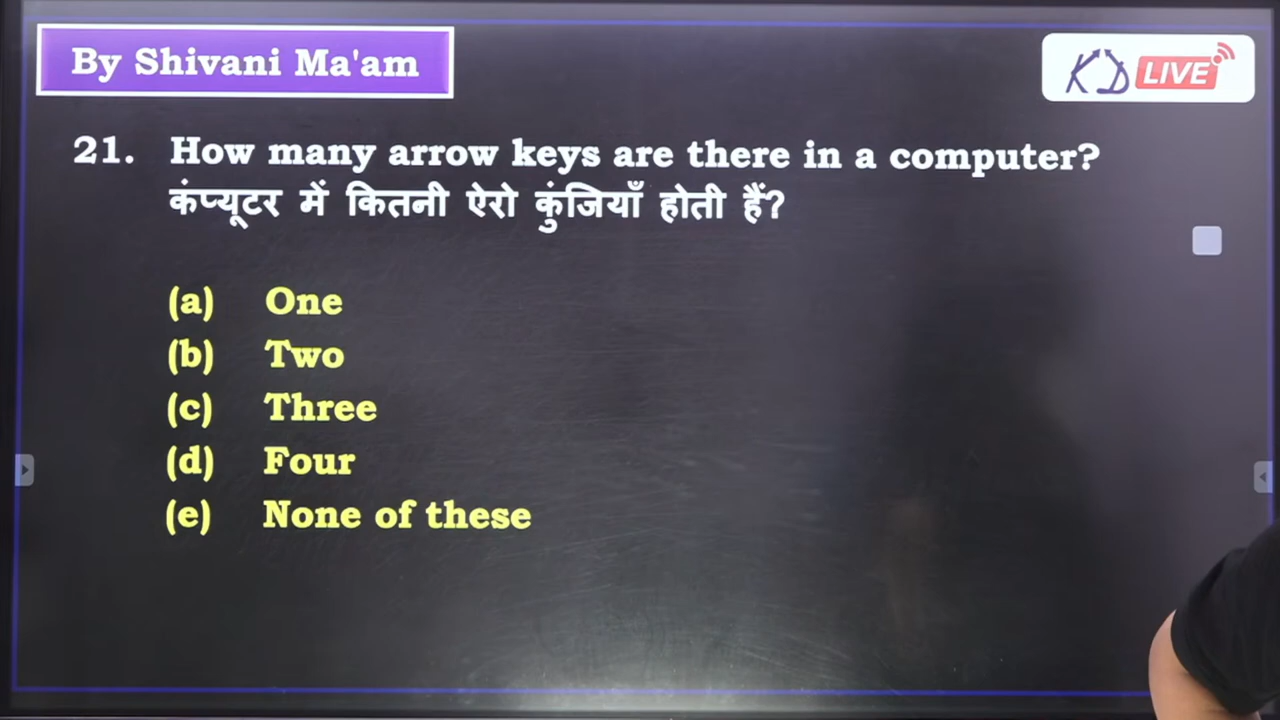 By Shivani Ma'am
KD LIVE
21. How many arrow keys are there in a computer?
कंप्यूटर में कितनी ऐरो कुंजियाँ होती हैं?
(a) One
(b) Two
(c) Three
(d) Four
(e) None of these